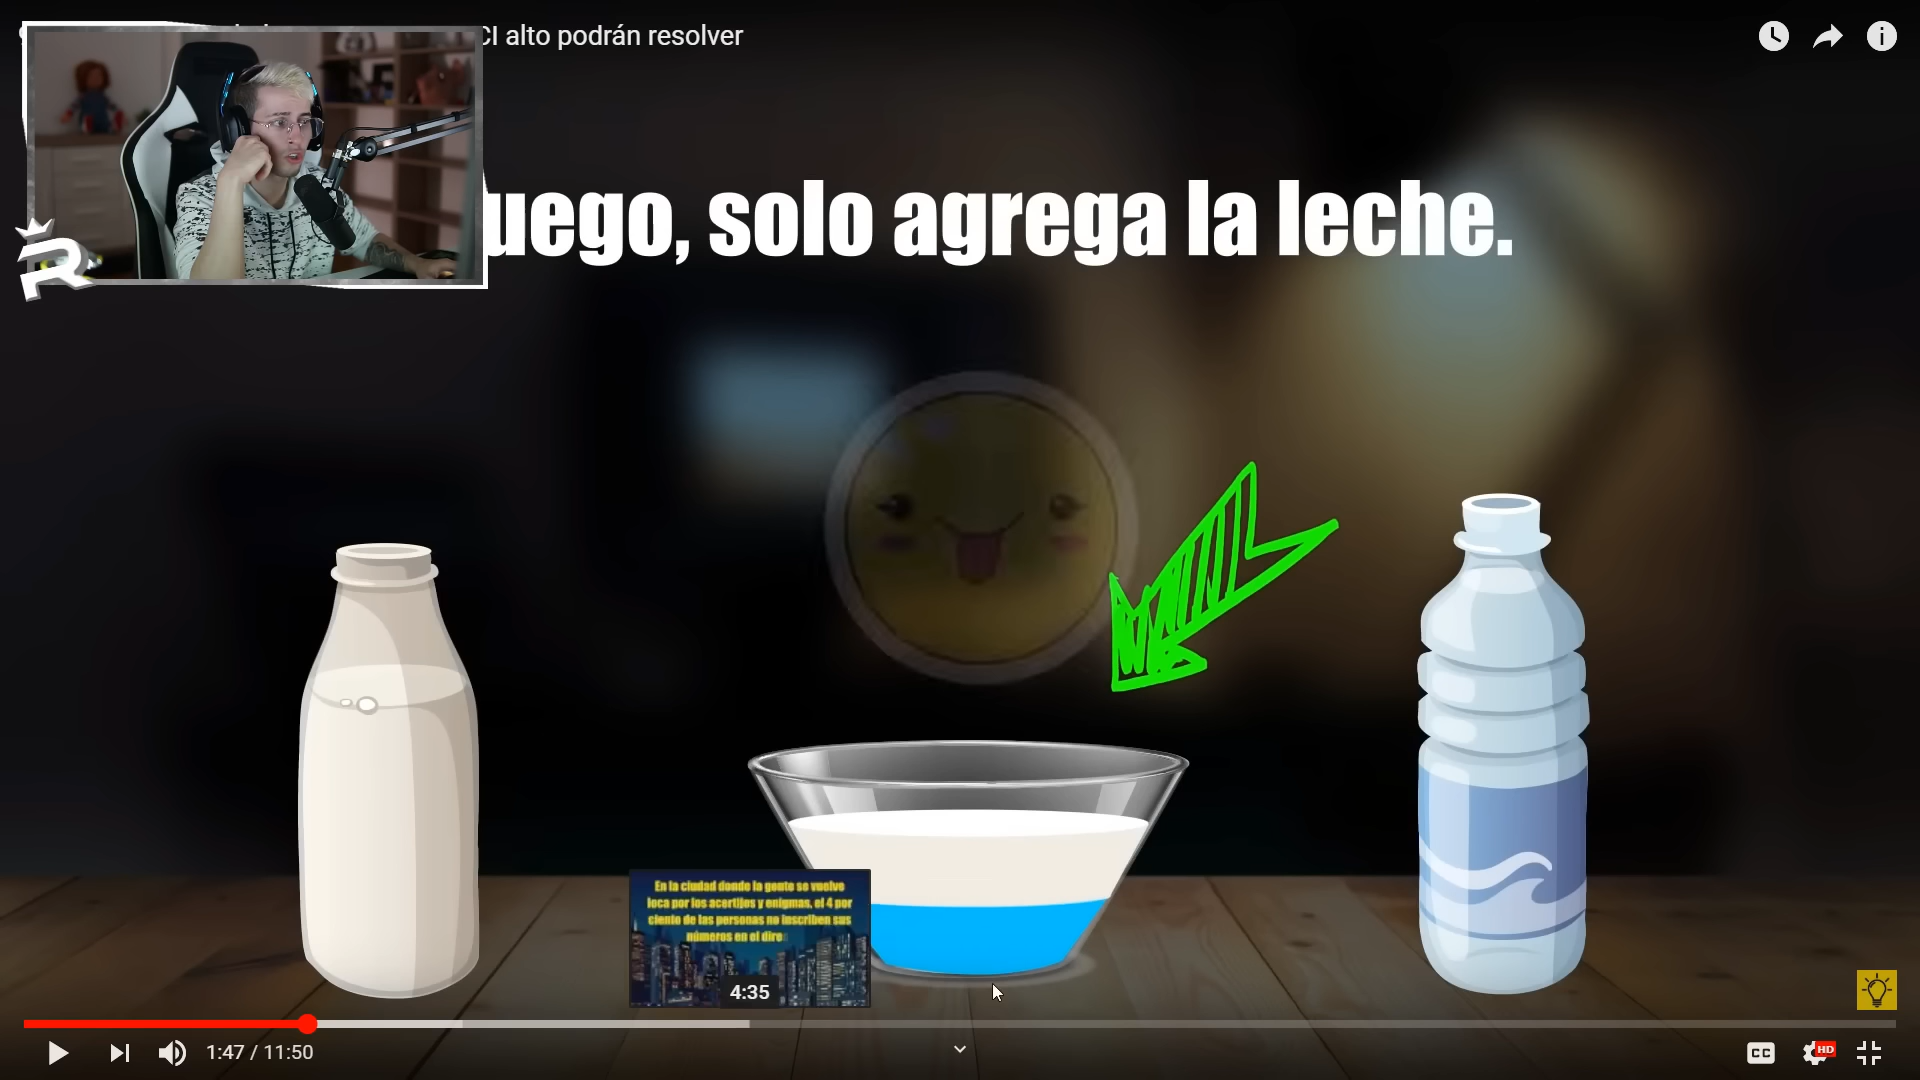 CI alto podrán resolver
uego, solo agrega la leche.
En la ciudad donde la gente se vuelve
loca por los acertijos y enigmas, el 4 por
ciento de las personas no inscriben sus
números en el dire
4:35
1:47 / 11:50
CC
HD